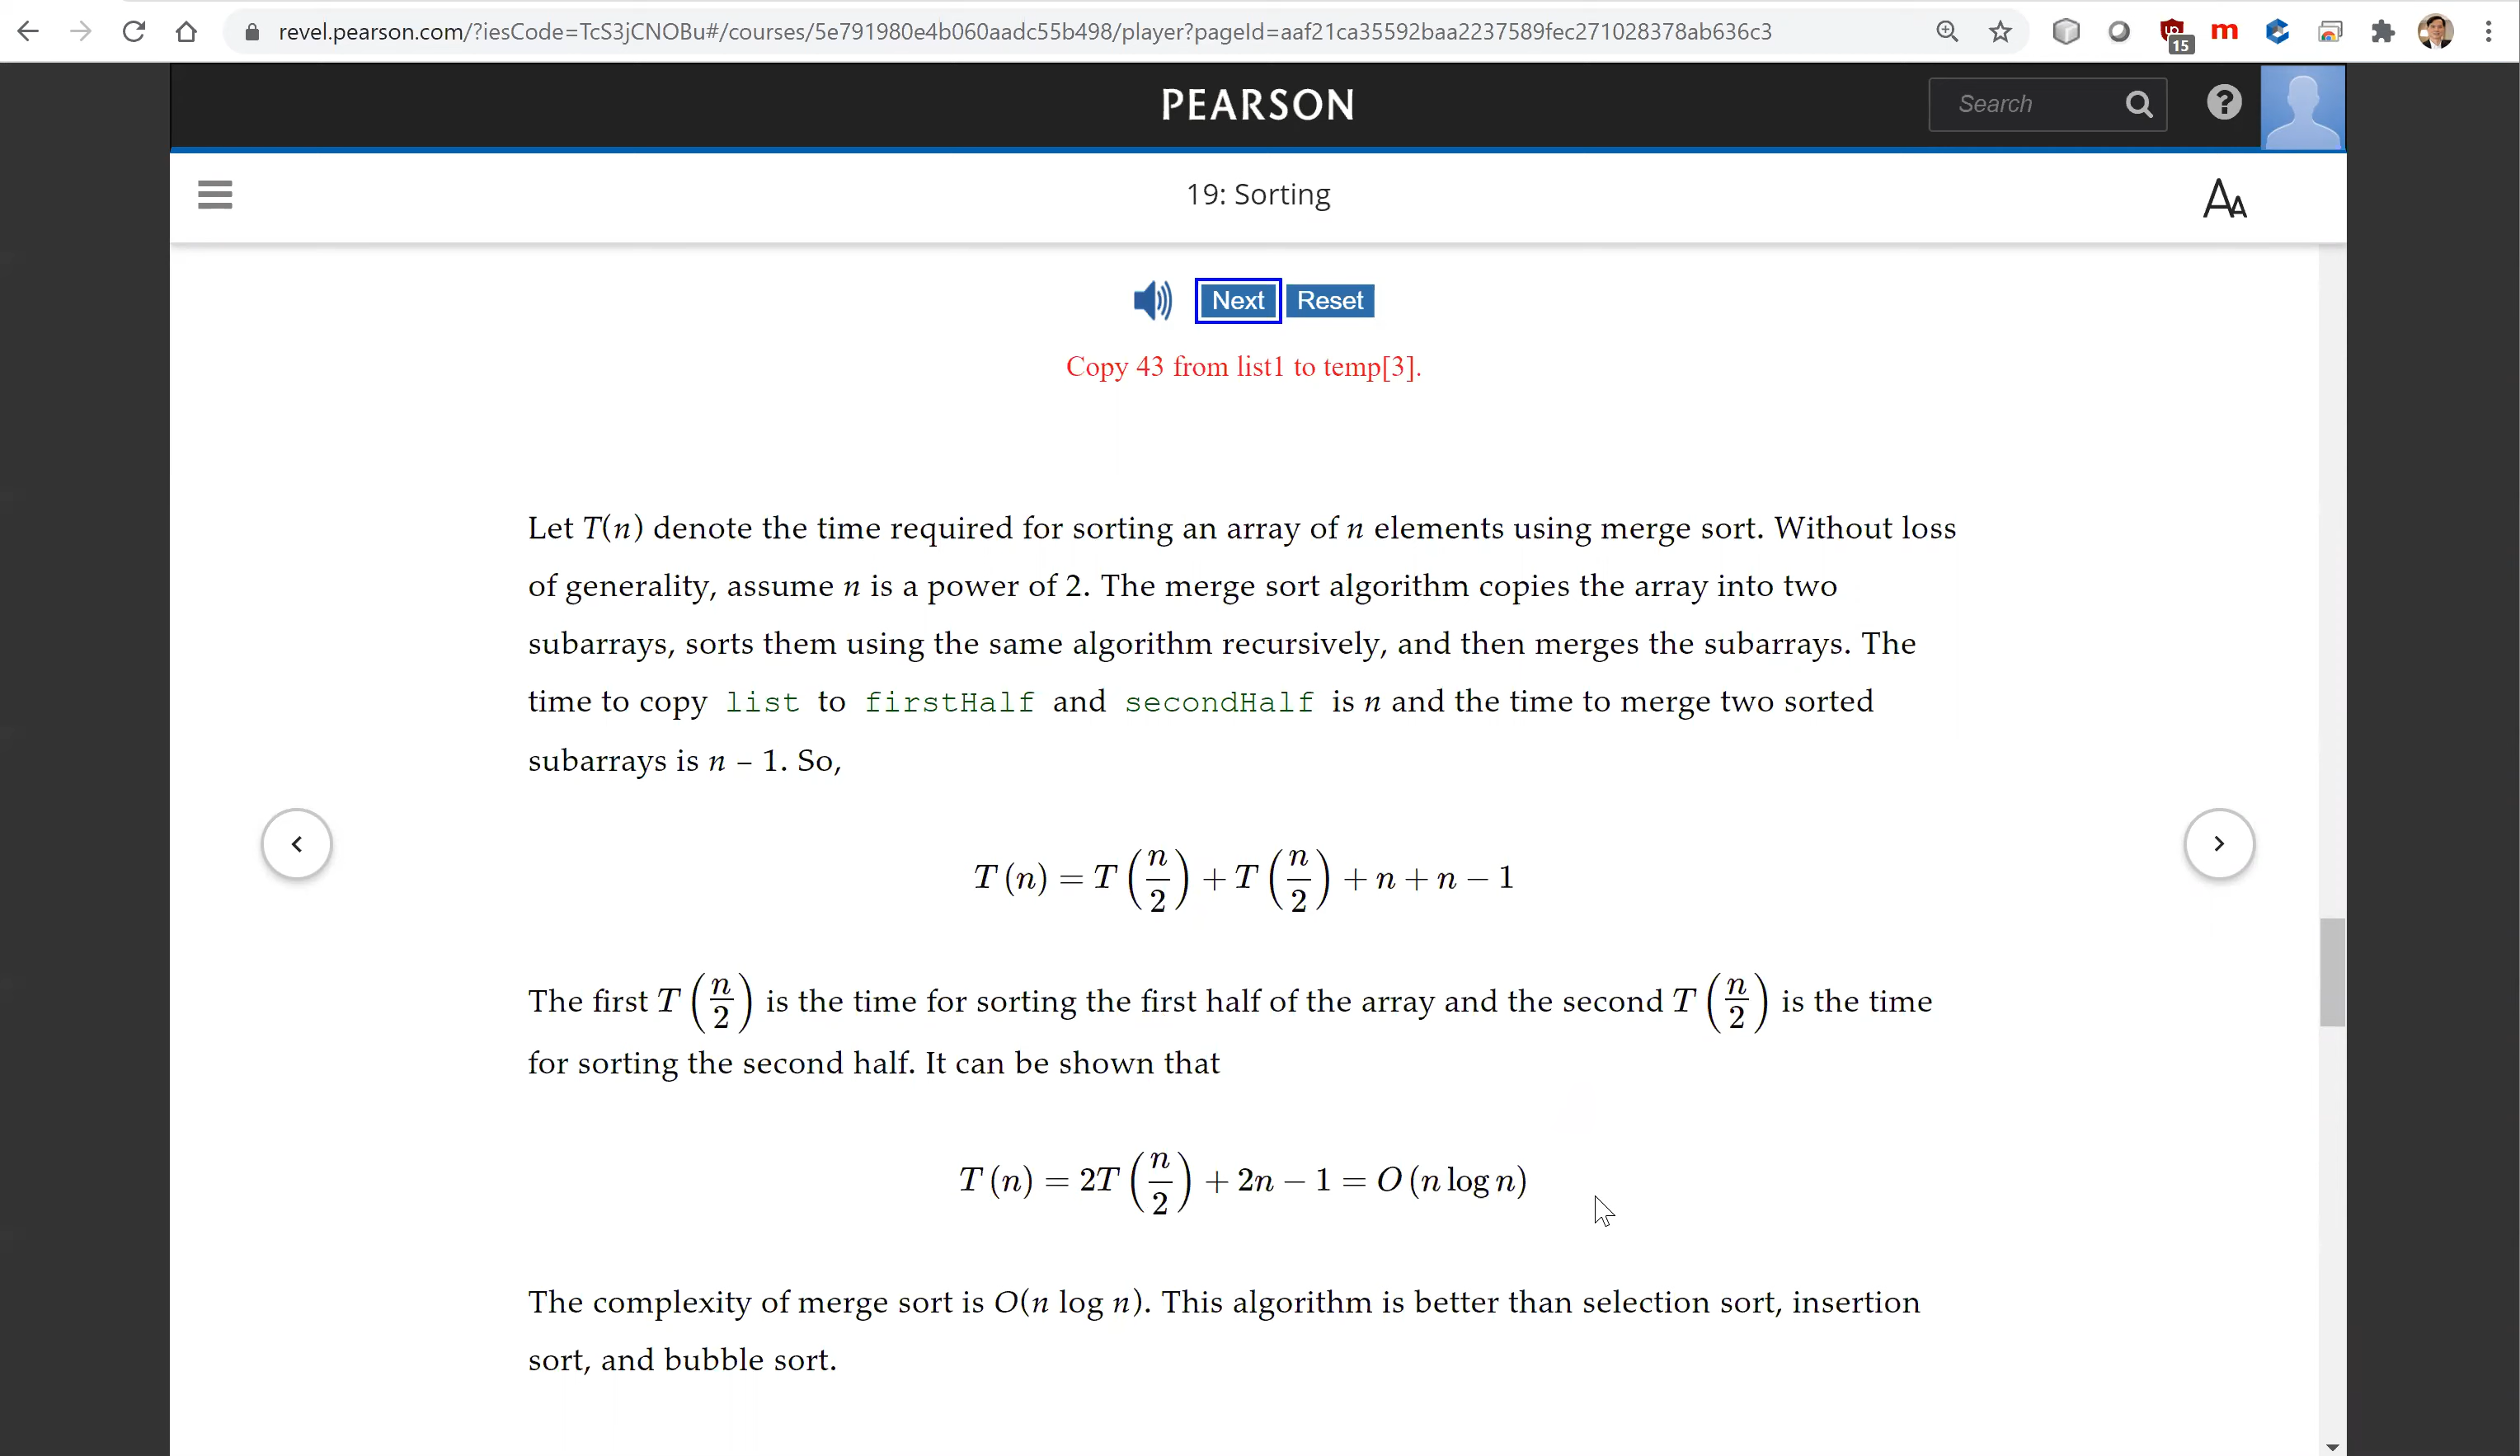 revel.pearson.com/?iesCode=TcS3jCNOBu#/courses/5e791980e4b060aadc55b498/player?pageId=aaf21ca35592baa2237589fec271028378ab636c3
15
m
PEARSON
Search
?
19: Sorting
AA
Next Reset
Copy 43 from list1 to temp[3].
Let T(n) denote the time required for sorting an array of n elements using merge sort. Without loss
of generality, assume n is a power of 2. The merge sort algorithm copies the array into two
subarrays, sorts them using the same algorithm recursively, and then merges the subarrays. The
time to copy list to firstHalf and secondHalf is n and the time to merge two sorted
subarrays is n – 1. So,
T(n) = T(n/2) + T(n/2) + n + n − 1
The first T(n/2) is the time for sorting the first half of the array and the second T(n/2) is the time
for sorting the second half. It can be shown that
T(n) = 2T(n/2) + 2n − 1 = O(n log n)
The complexity of merge sort is O(n log n). This algorithm is better than selection sort, insertion
sort, and bubble sort.